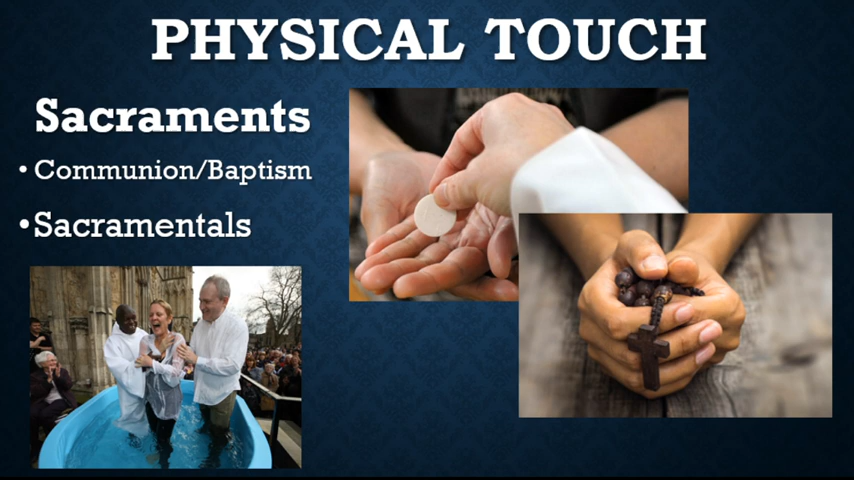 PHYSICAL TOUCH
Sacraments
• Communion/Baptism
•Sacramentals